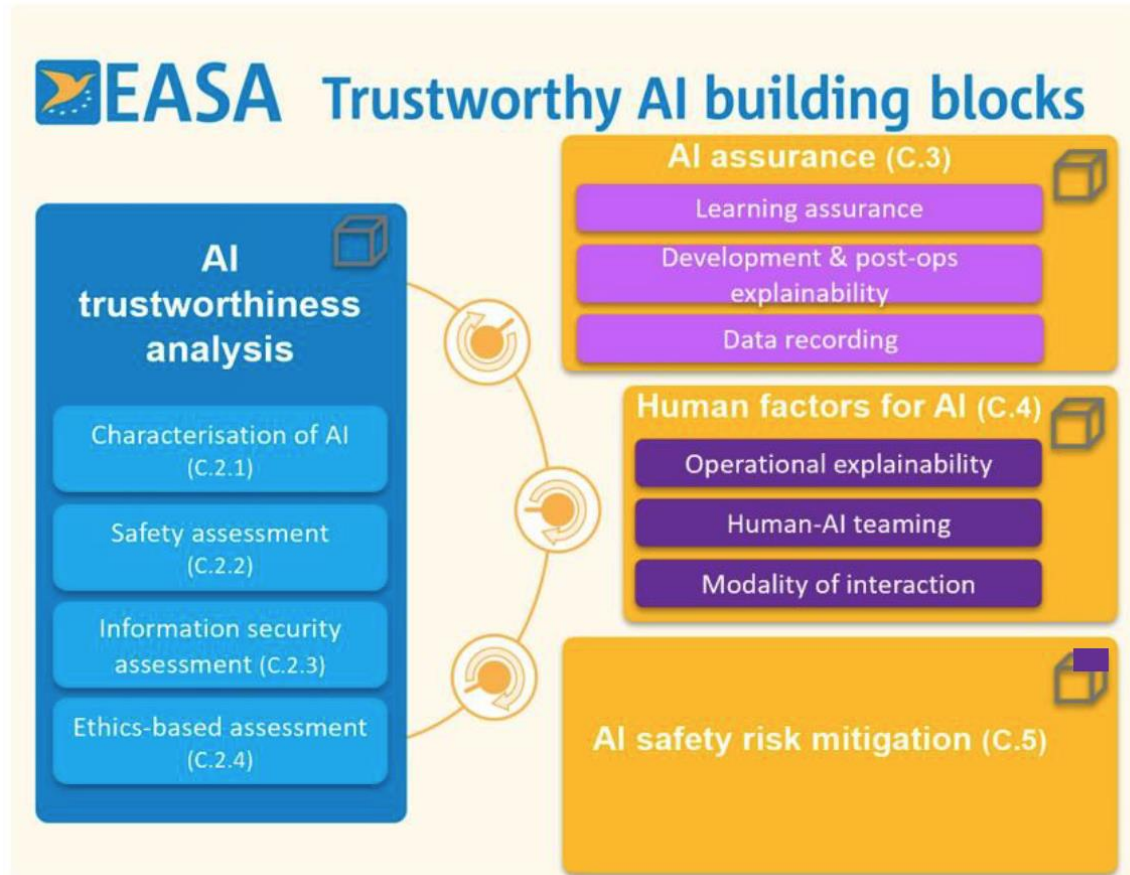 EASA Trustworthy AI building blocks
AI
trustworthiness
analysis
Characterisation of AI
(C.2.1)
Safety assessment
(C.2.2)
Information security
assessment (C.2.3)
Ethics-based assessment
(C.2.4)
AI assurance (C.3)
Learning assurance
Development & post-ops
explainability
Data recording
Human factors for AI (C.4)
Operational explainability
Human-AI teaming
Modality of interaction
AI safety risk mitigation (C.5)